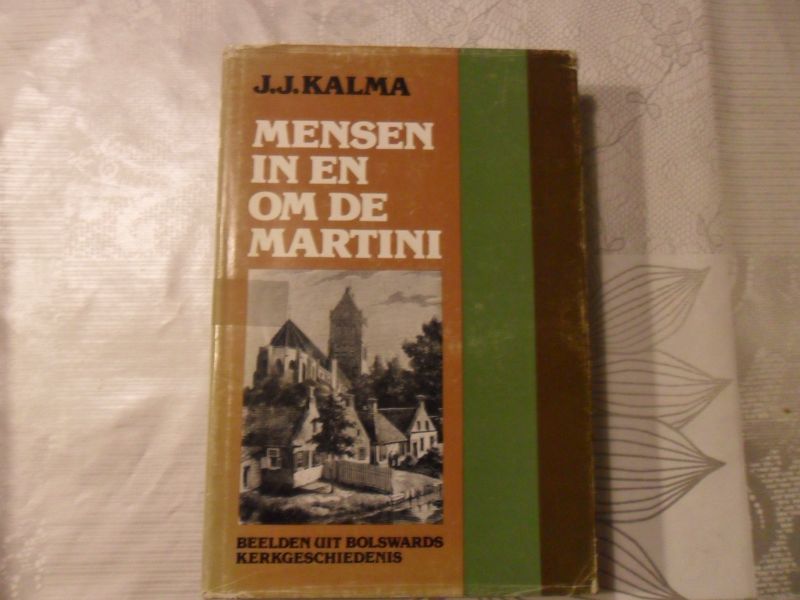 J.J. KALMA
MENSEN
IN EN
OM DE
MARTINI
BEELDEN UIT BOLSWARDS
KERKGESCHIEDENIS